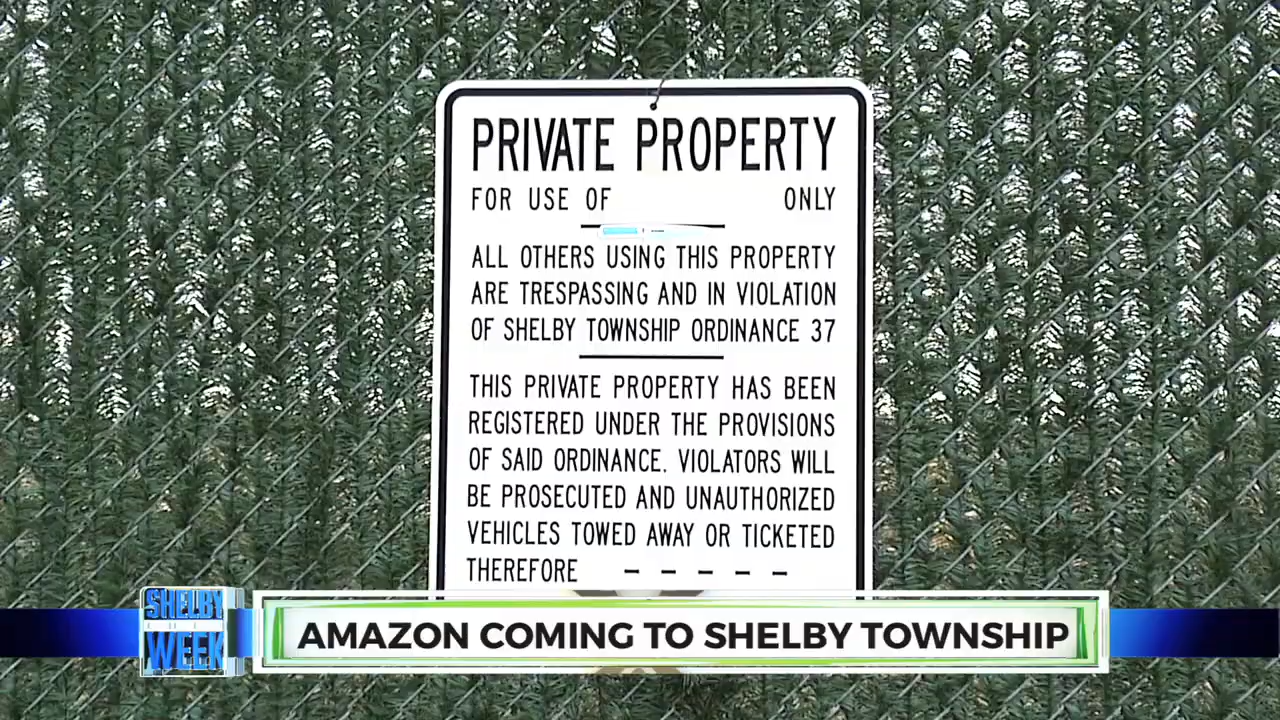 PRIVATE PROPERTY
FOR USE OF ONLY
ALL OTHERS USING THIS PROPERTY
ARE TRESPASSING AND IN VIOLATION
OF SHELBY TOWNSHIP ORDINANCE 37
THIS PRIVATE PROPERTY HAS BEEN
REGISTERED UNDER THE PROVISIONS
OF SAID ORDINANCE. VIOLATORS WILL
BE PROSECUTED AND UNAUTHORIZED
VEHICLES TOWED AWAY OR TICKETED
THEREFORE – – – – –
SHELBY
WEEK
AMAZON COMING TO SHELBY TOWNSHIP